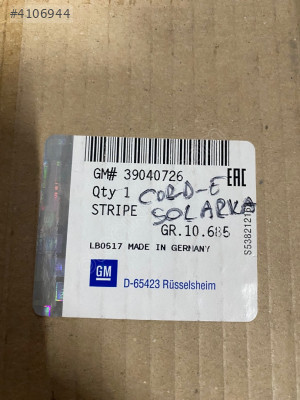 #4106944
GM# 39040726
EAC
Qty 1 CORD-E
STRIPE SOLARKA
GR.10.685
LB0517 MADE IN GERMANY
GM
D-65423 Rüsselsheim